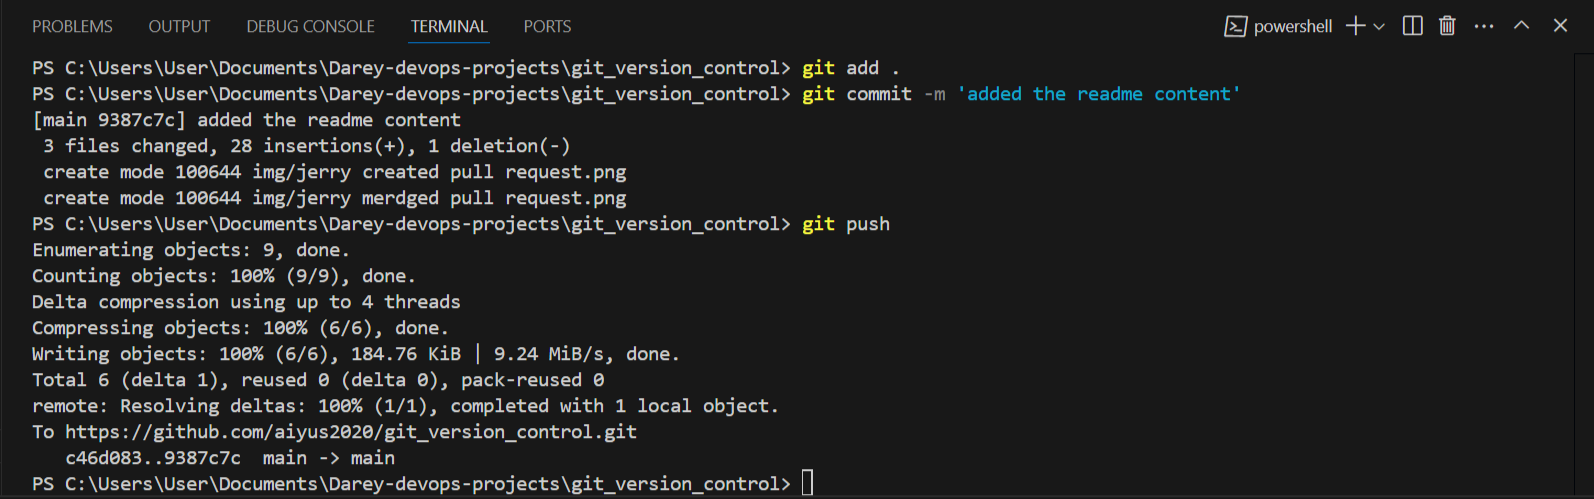 PROBLEMS OUTPUT DEBUG CONSOLE TERMINAL PORTS powershell
PS C:\Users\User\Documents\Darey-devops-projects\git_version_control> git add .
PS C:\Users\User\Documents\Darey-devops-projects\git_version_control> git commit -m 'added the readme content'
[main 9387c7c] added the readme content
 3 files changed, 28 insertions(+), 1 deletion(-)
 create mode 100644 img/jerry created pull request.png
 create mode 100644 img/jerry merdged pull request.png
PS C:\Users\User\Documents\Darey-devops-projects\git_version_control> git push
Enumerating objects: 9, done.
Counting objects: 100% (9/9), done.
Delta compression using up to 4 threads
Compressing objects: 100% (6/6), done.
Writing objects: 100% (6/6), 184.76 KiB | 9.24 MiB/s, done.
Total 6 (delta 1), reused 0 (delta 0), pack-reused 0
remote: Resolving deltas: 100% (1/1), completed with 1 local object.
To https://github.com/aiyus2020/git_version_control.git
   c46d083..9387c7c  main -> main
PS C:\Users\User\Documents\Darey-devops-projects\git_version_control>